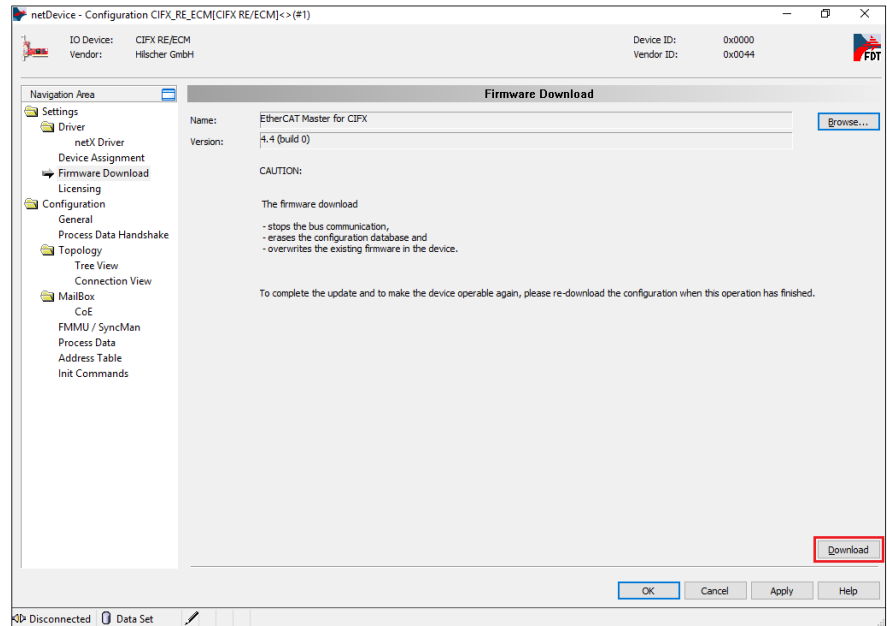 netDevice - Configuration CIFX_RE_ECM[CIFX RE/ECM]<>(#1)
IO Device: CIFX RE/ECM Device ID: 0x0000
Vendor: Hilscher GmbH Vendor ID: 0x0044
FDT
Navigation Area
Settings
Driver
netX Driver
Device Assignment
Firmware Download
Licensing
Configuration
General
Process Data Handshake
Topology
Tree View
Connection View
MailBox
CoE
FMMU / SyncMan
Process Data
Address Table
Init Commands
Firmware Download
Name: EtherCAT Master for CIFX Browse...
Version: 4.4 (build 0)
CAUTION:
The firmware download
- stops the bus communication,
- erases the configuration database and
- overwrites the existing firmware in the device.
To complete the update and to make the device operable again, please re-download the configuration when this operation has finished.
Download
OK Cancel Apply Help
Disconnected Data Set